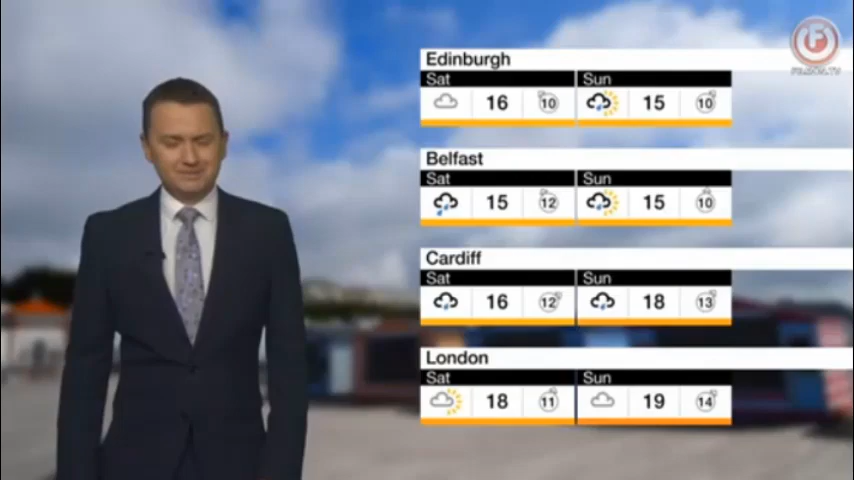 Edinburgh
Sat Sun
16 10 15 10
Belfast
Sat Sun
15 12 15 10
Cardiff
Sat Sun
16 12 18 13
London
Sat Sun
18 11 19 14